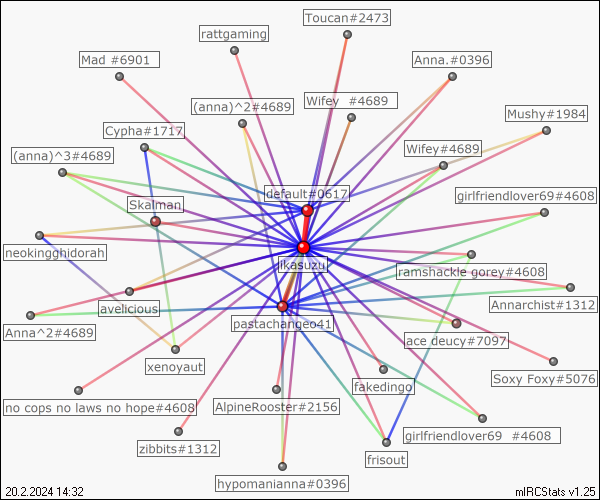 Toucan#2473
rattgaming
Mad #6901
Anna.#0396
(anna)^2#4689
Wifey #4689
Mushy#1984
Cypha#1717
Wifey#4689
(anna)^3#4689
default#0617
girlfriendlover69#4608
Skalman
neokingghidorah
ikasuzu
ramshackle gorey#4608
Annarchist#1312
avelicious
pastachangeo41
Anna^2#4689
ace deucy#7097
xenoyaut
Soxy Foxy#5076
fakedingo
no cops no laws no hope#4608
AlpineRooster#2156
girlfriendlover69 #4608
zibbits#1312
frisout
hypomanianna#0396
20.2.2024 14:32
mIRCStats v1.25